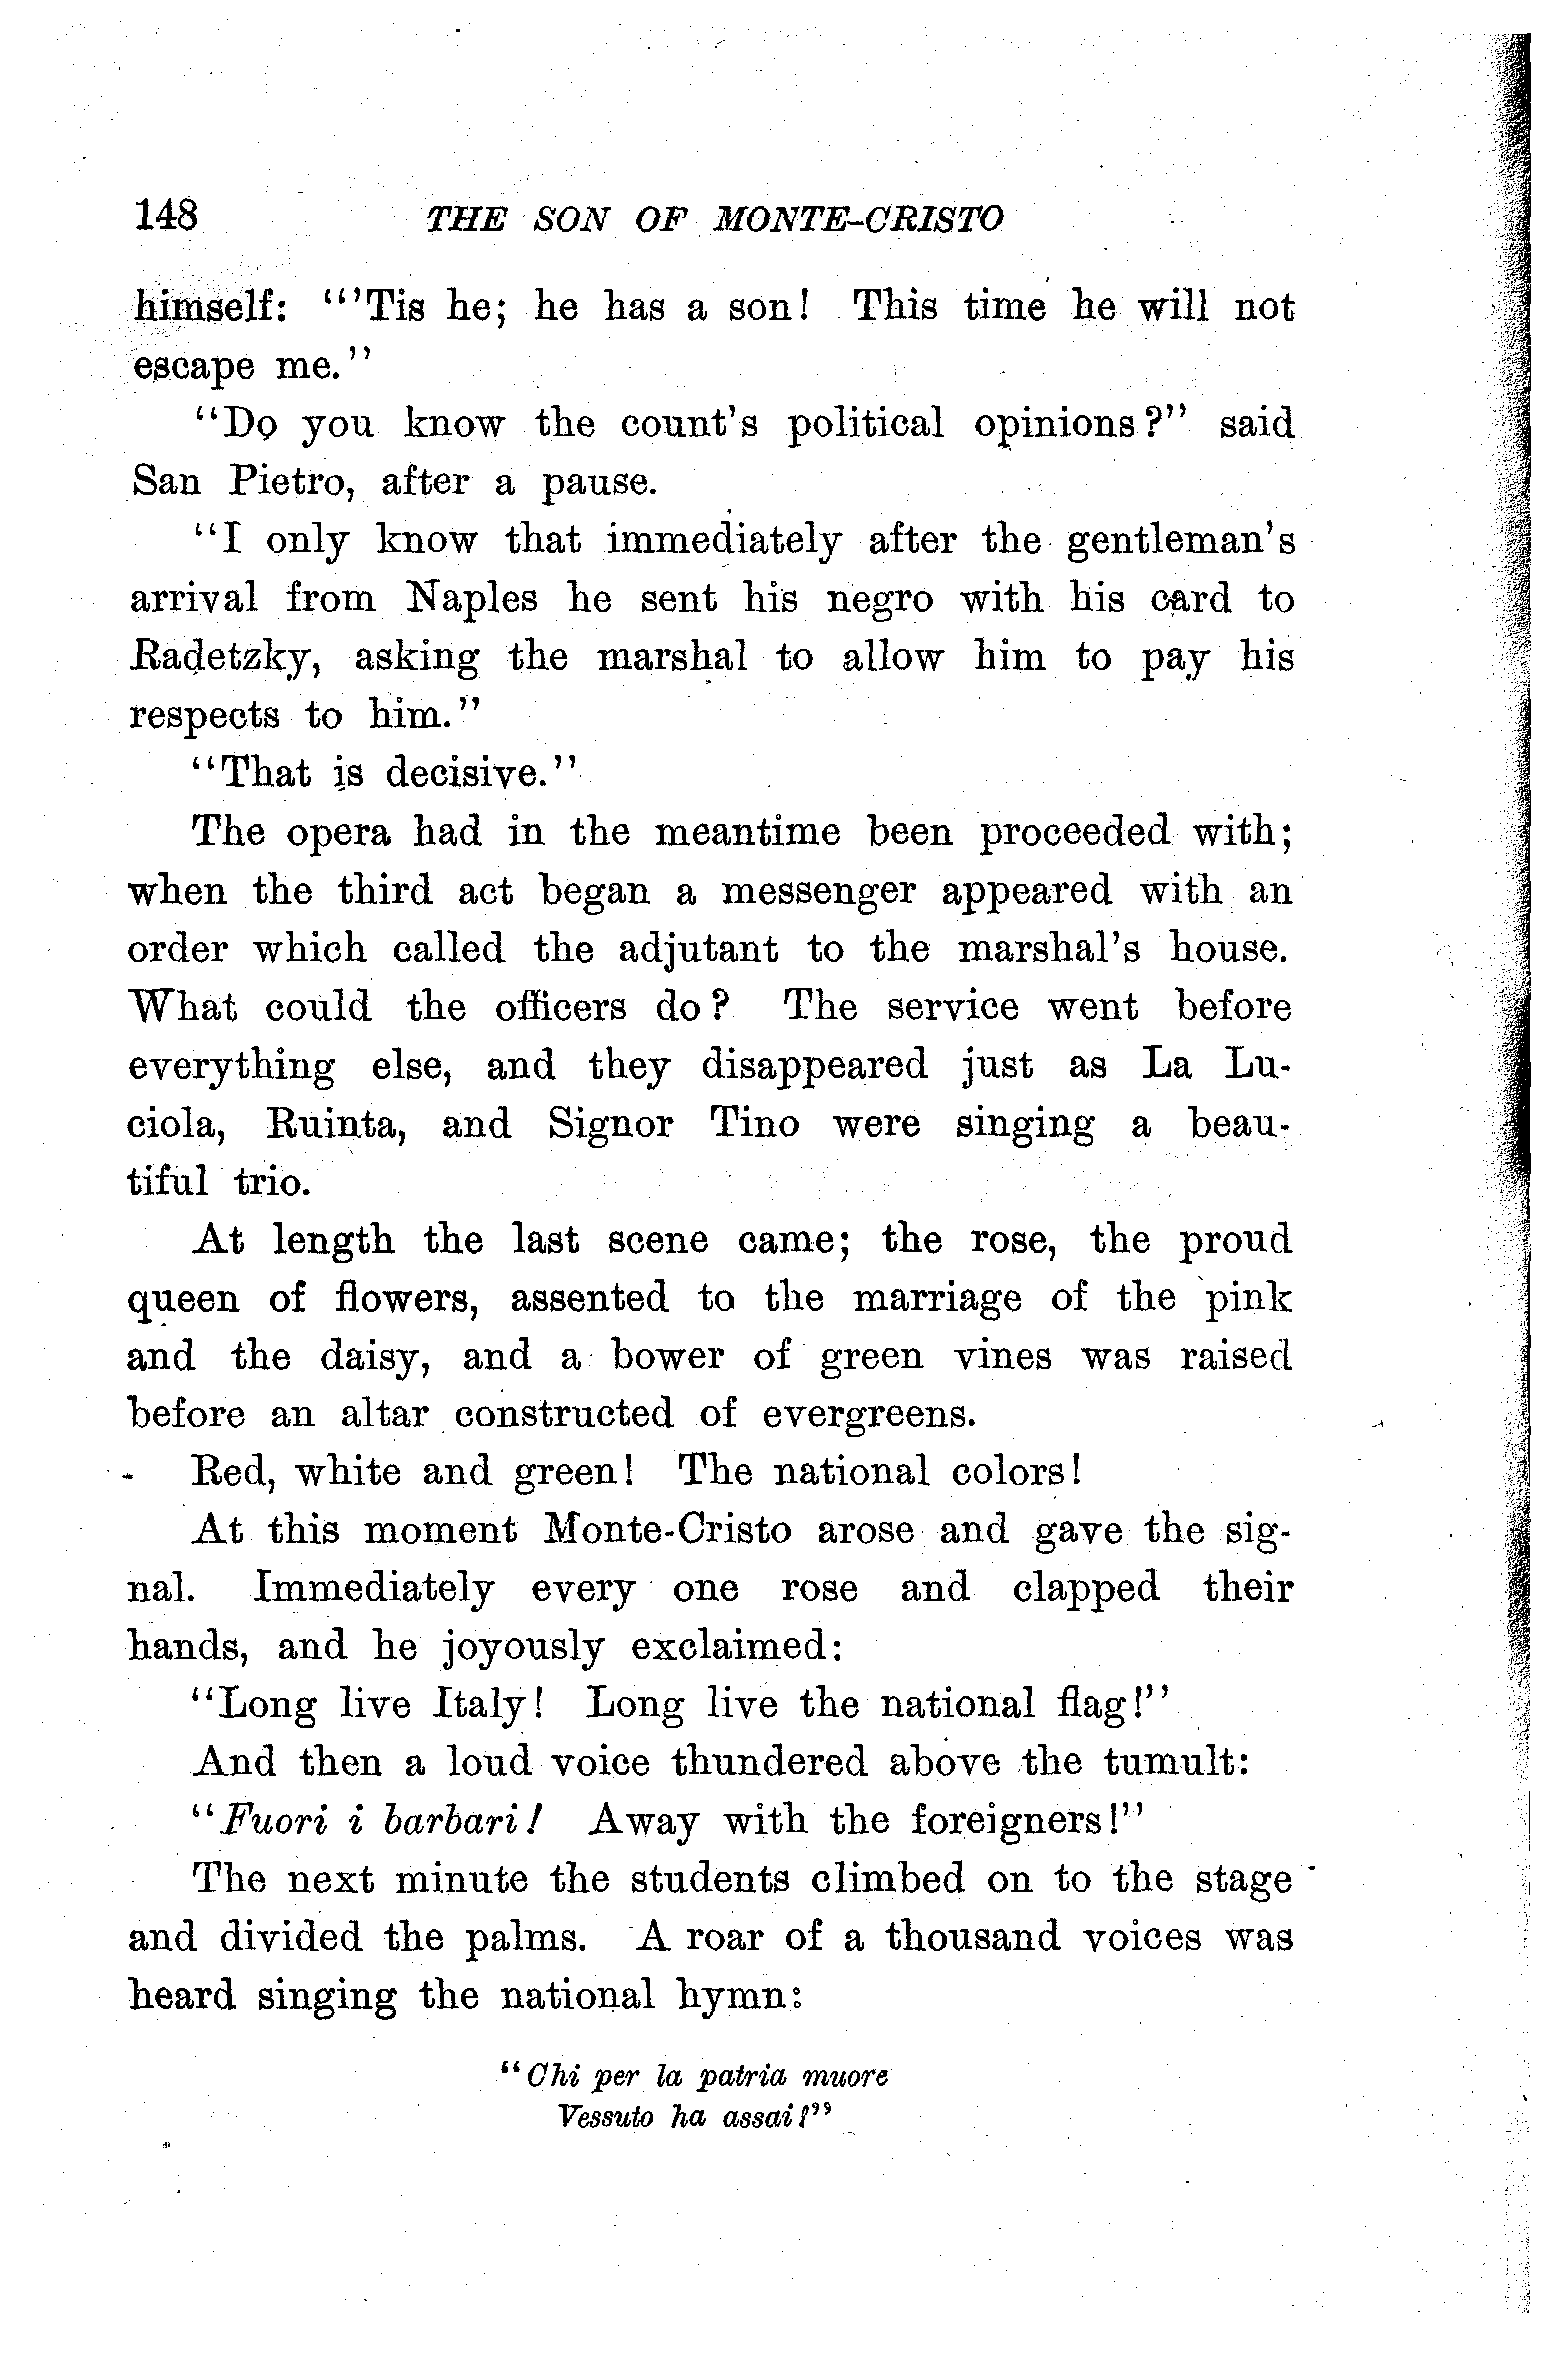 148 THE SON OF MONTE-CRISTO
himself: "'Tis he; he has a son! This time he will not
escape me."
"Do you know the count's political opinions?" said
San Pietro, after a pause.
"I only know that immediately after the gentleman's
arrival from Naples he sent his negro with his card to
Radetzky, asking the marshal to allow him to pay his
respects to him."
"That is decisive."
The opera had in the meantime been proceeded with;
when the third act began a messenger appeared with an
order which called the adjutant to the marshal's house.
What could the officers do? The service went before
everything else, and they disappeared just as La Lu-
ciola, Ruinta, and Signor Tino were singing a beau-
tiful trio.
At length the last scene came; the rose, the proud
queen of flowers, assented to the marriage of the pink
and the daisy, and a bower of green vines was raised
before an altar constructed of evergreens.
Red, white and green! The national colors!
At this moment Monte-Cristo arose and gave the sig-
nal. Immediately every one rose and clapped their
hands, and he joyously exclaimed:
"Long live Italy! Long live the national flag!"
And then a loud voice thundered above the tumult:
"Fuori i barbari! Away with the foreigners!"
The next minute the students climbed on to the stage
and divided the palms. A roar of a thousand voices was
heard singing the national hymn:
"Chi per la patria muore
Vessuto ha assai!"